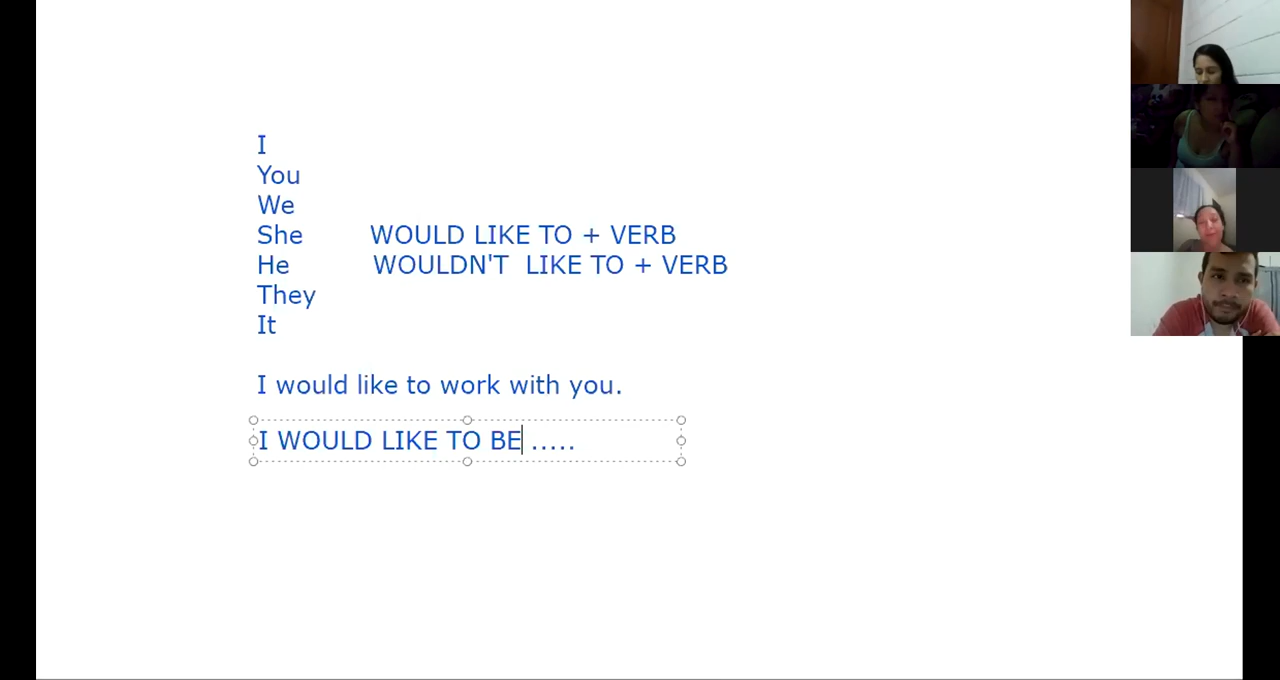 I
You
We
She WOULD LIKE TO + VERB
He WOULDN'T LIKE TO + VERB
They
It
I would like to work with you.
I WOULD LIKE TO BE .....